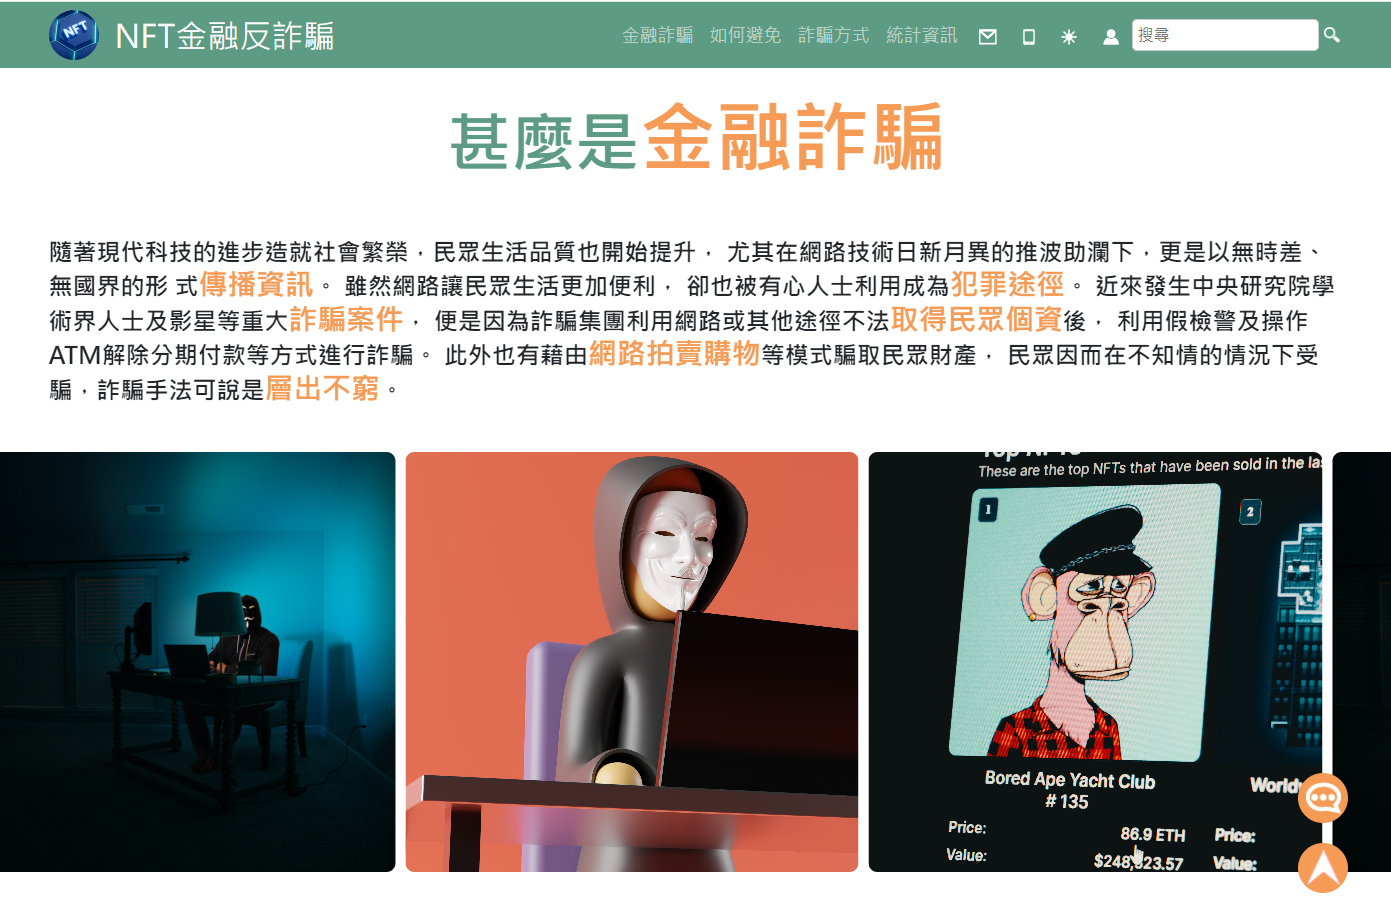 NFT
NFT金融反詐騙
金融詐騙 如何避免 詐騙方式 統計資訊 搜尋
甚麼是金融詐騙
隨著現代科技的進步造就社會繁榮，民眾生活品質也開始提升， 尤其在網路技術日新月異的推波助瀾下，更是以無時差、
無國界的形 式傳播資訊。 雖然網路讓民眾生活更加便利， 卻也被有心人士利用成為犯罪途徑。 近來發生中央研究院學
術界人士及影星等重大詐騙案件， 便是因為詐騙集團利用網路或其他途徑不法取得民眾個資後， 利用假檢警及操作
ATM解除分期付款等方式進行詐騙。 此外也有藉由網路拍賣購物等模式騙取民眾財產， 民眾因而在不知情的情況下受
騙，詐騙手法可說是層出不窮。
Top NFTs
These are the top NFTs that have been sold in the las
1
2
Bored Ape Yacht Club
# 135
World
Price: 86.9 ETH
Price:
Value:
Value: